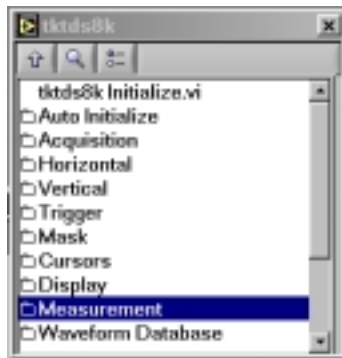 tktds8k
tktds8k Initialize.vi
Auto Initialize
Acquisition
Horizontal
Vertical
Trigger
Mask
Cursors
Display
Measurement
Waveform Database